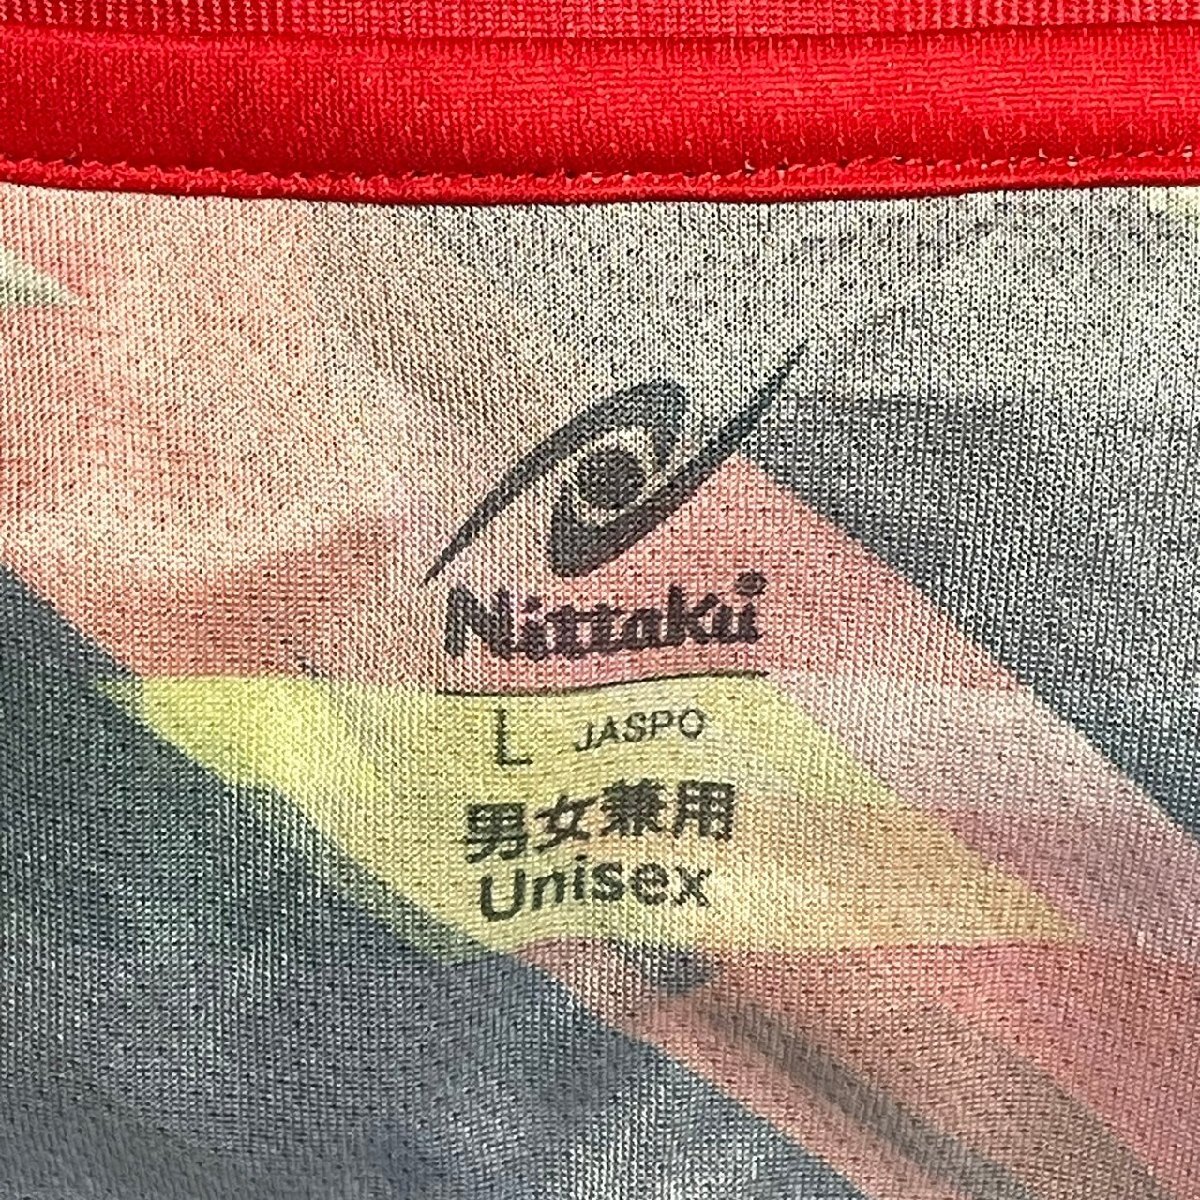 Nittaku
L JASPO
男女兼用
Unisex